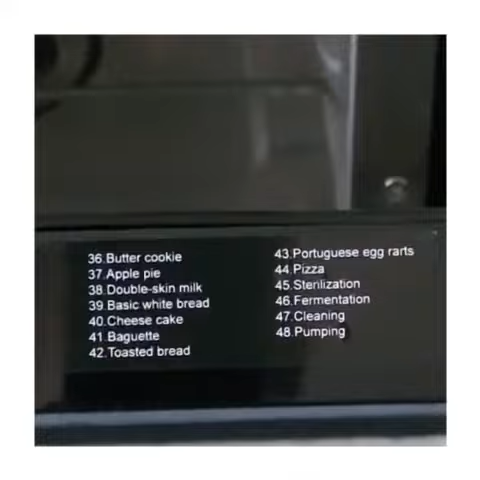 36.Butter cookie
37.Apple pie
38.Double-skin milk
39.Basic white bread
40.Cheese cake
41.Baguette
42.Toasted bread
43.Portuguese egg rarts
44.Pizza
45.Sterilization
46.Fermentation
47.Cleaning
48.Pumping